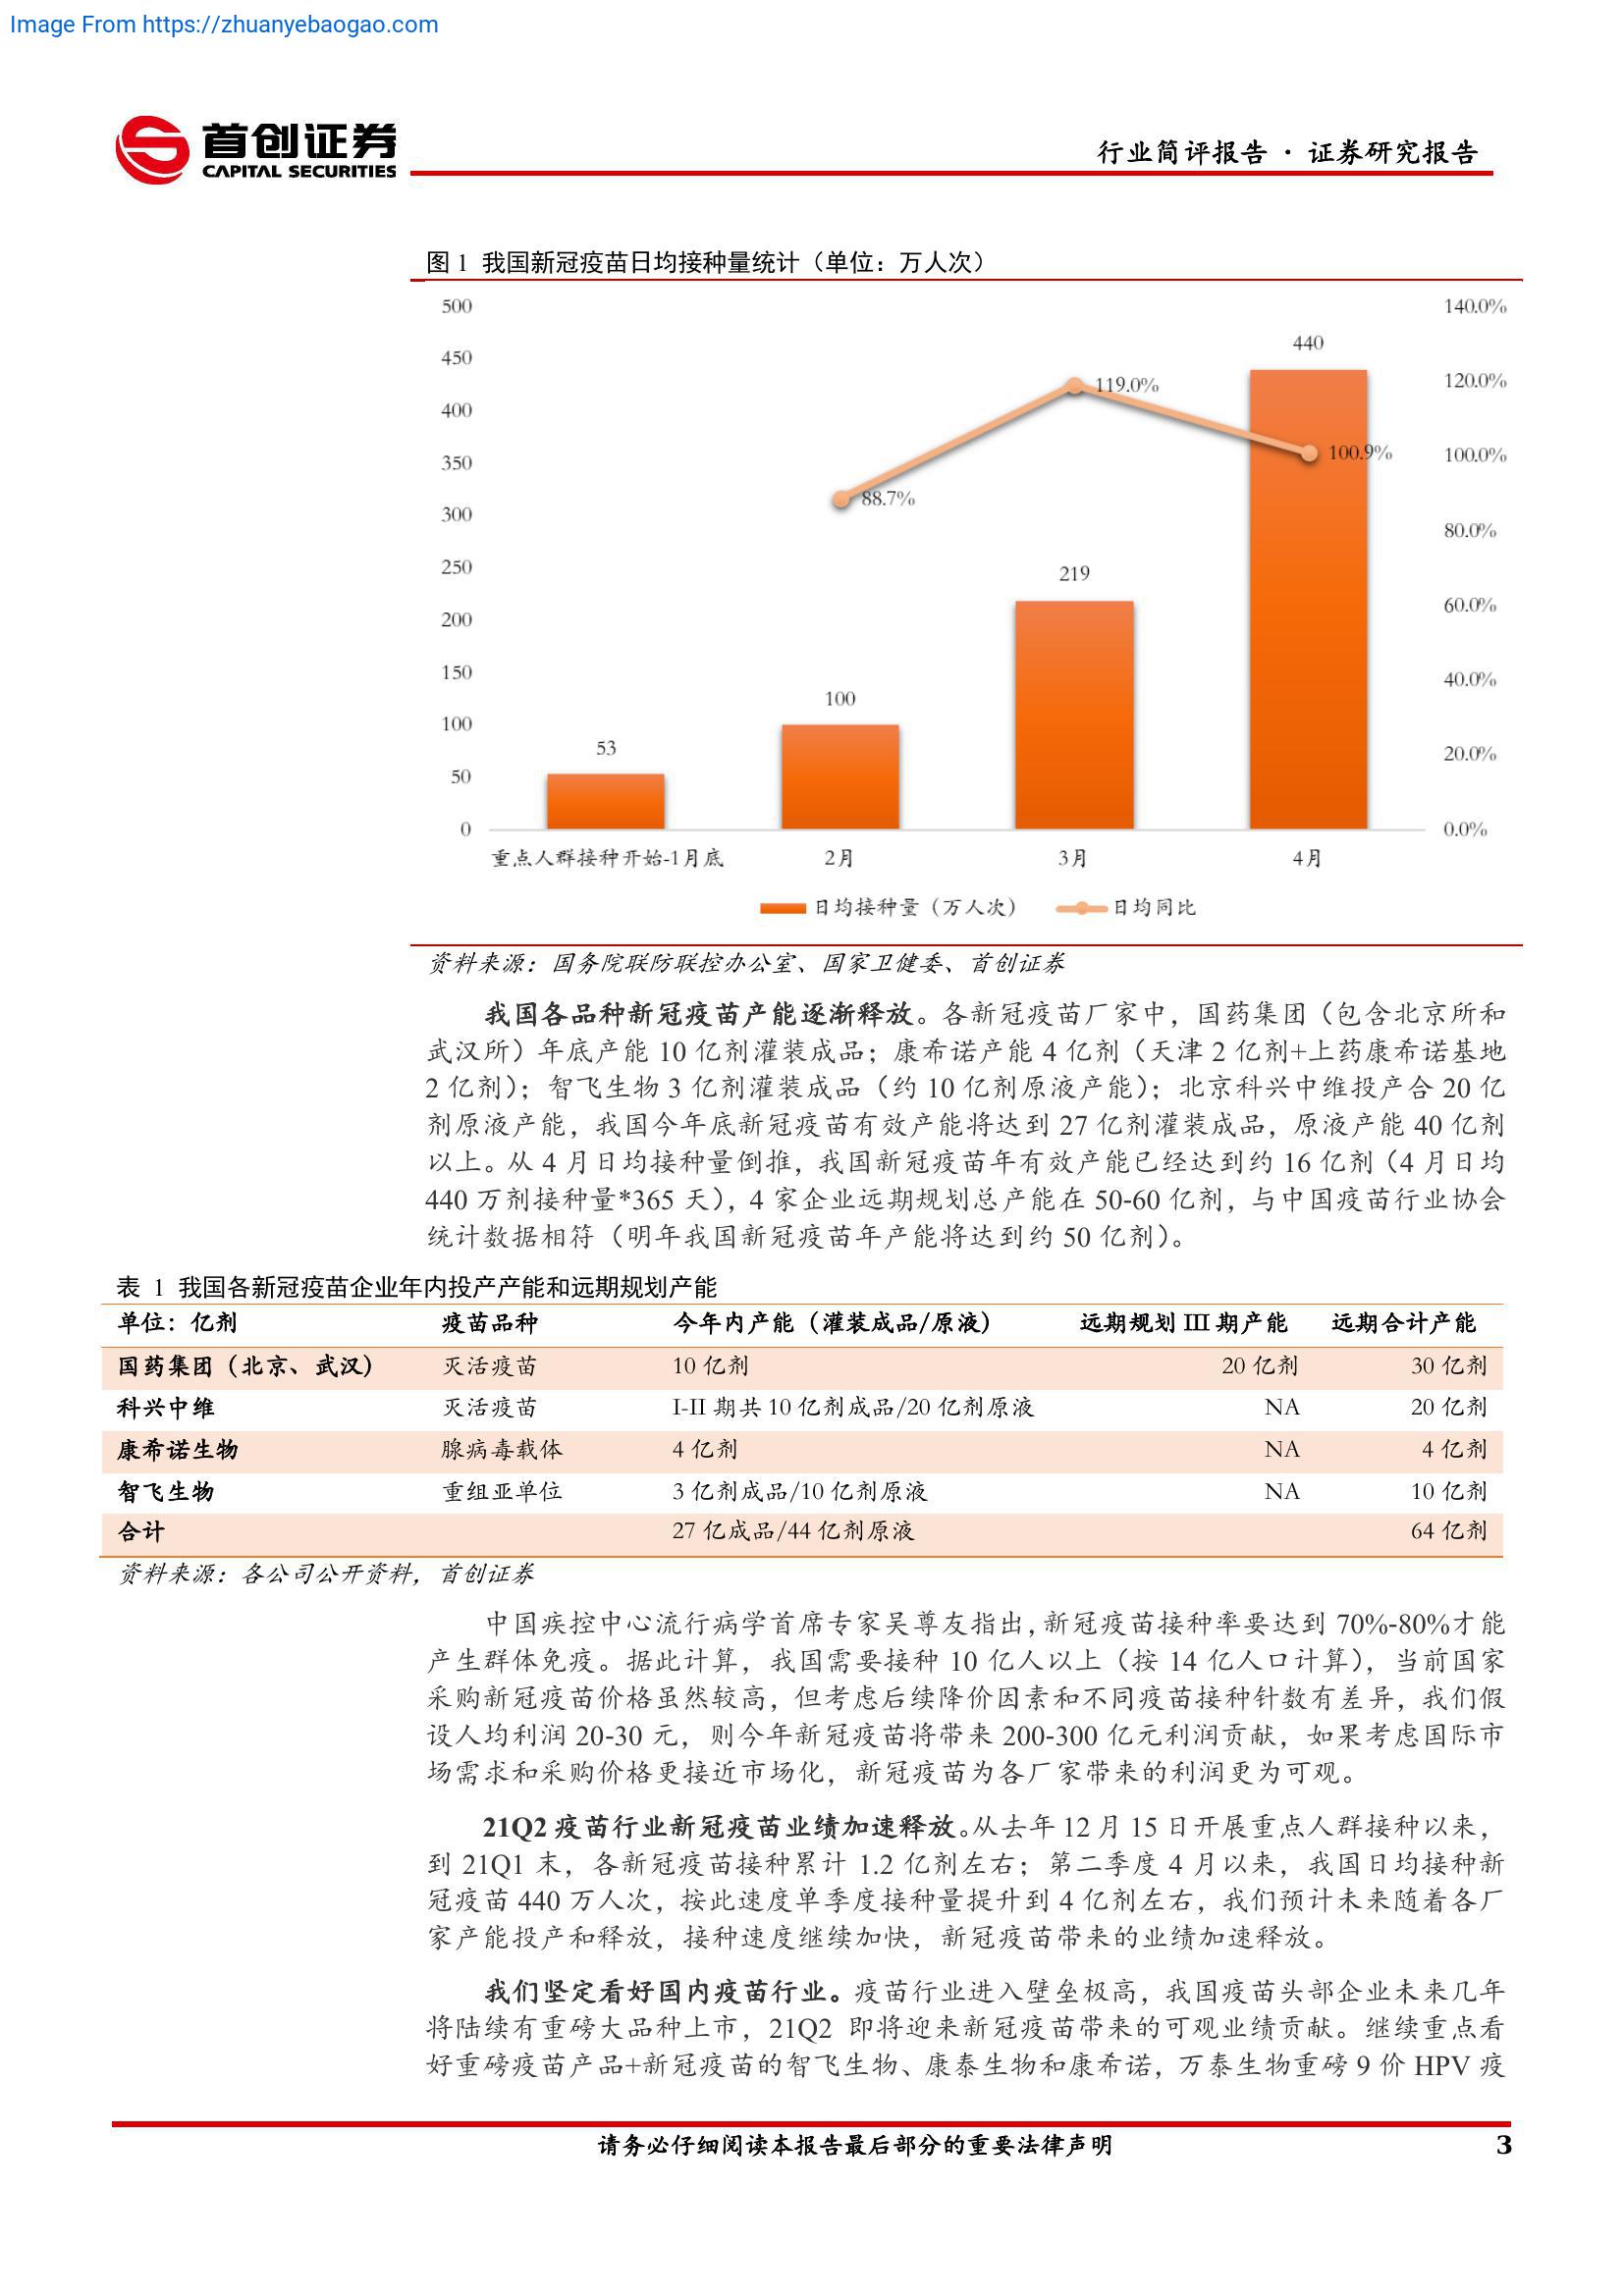 Image From https://zhuanyebaogao.com
首创证券
CAPITAL SECURITIES
行业简评报告 · 证券研究报告
图 1 我国新冠疫苗日均接种量统计（单位：万人次）
500
450
400
350
300
250
200
150
100
50
0
140.0%
120.0%
100.0%
80.0%
60.0%
40.0%
20.0%
0.0%
53
100
219
440
88.7%
119.0%
100.9%
重点人群接种开始-1月底 2月 3月 4月
日均接种量（万人次） 日均同比
资料来源：国务院联防联控办公室、国家卫健委、首创证券
我国各品种新冠疫苗产能逐渐释放。各新冠疫苗厂家中，国药集团（包含北京所和
武汉所）年底产能 10 亿剂灌装成品；康希诺产能 4 亿剂（天津 2 亿剂+上药康希诺基地
2 亿剂）；智飞生物 3 亿剂灌装成品（约 10 亿剂原液产能）；北京科兴中维投产合 20 亿
剂原液产能，我国今年底新冠疫苗有效产能将达到 27 亿剂灌装成品，原液产能 40 亿剂
以上。从 4 月日均接种量倒推，我国新冠疫苗年有效产能已经达到约 16 亿剂（4 月日均
440 万剂接种量*365 天），4 家企业远期规划总产能在 50-60 亿剂，与中国疫苗行业协会
统计数据相符（明年我国新冠疫苗年产能将达到约 50 亿剂）。
表 1 我国各新冠疫苗企业年内投产产能和远期规划产能
单位：亿剂 疫苗品种 今年内产能（灌装成品/原液） 远期规划 III 期产能 远期合计产能
国药集团（北京、武汉） 灭活疫苗 10 亿剂 20 亿剂 30 亿剂
科兴中维 灭活疫苗 I-II 期共 10 亿剂成品/20 亿剂原液 NA 20 亿剂
康希诺生物 腺病毒载体 4 亿剂 NA 4 亿剂
智飞生物 重组亚单位 3 亿剂成品/10 亿剂原液 NA 10 亿剂
合计 27 亿成品/44 亿剂原液 64 亿剂
资料来源：各公司公开资料，首创证券
中国疾控中心流行病学首席专家吴尊友指出，新冠疫苗接种率要达到 70%-80%才能
产生群体免疫。据此计算，我国需要接种 10 亿人以上（按 14 亿人口计算），当前国家
采购新冠疫苗价格虽然较高，但考虑后续降价因素和不同疫苗接种针数有差异，我们假
设人均利润 20-30 元，则今年新冠疫苗将带来 200-300 亿元利润贡献，如果考虑国际市
场需求和采购价格更接近市场化，新冠疫苗为各厂家带来的利润更为可观。
21Q2 疫苗行业新冠疫苗业绩加速释放。从去年 12 月 15 日开展重点人群接种以来，
到 21Q1 末，各新冠疫苗接种累计 1.2 亿剂左右；第二季度 4 月以来，我国日均接种新
冠疫苗 440 万人次，按此速度单季度接种量提升到 4 亿剂左右，我们预计未来随着各厂
家产能投产和释放，接种速度继续加快，新冠疫苗带来的业绩加速释放。
我们坚定看好国内疫苗行业。疫苗行业进入壁垒极高，我国疫苗头部企业未来几年
将陆续有重磅大品种上市，21Q2 即将迎来新冠疫苗带来的可观业绩贡献。继续重点看
好重磅疫苗产品+新冠疫苗的智飞生物、康泰生物和康希诺，万泰生物重磅 9 价 HPV 疫
请务必仔细阅读本报告最后部分的重要法律声明 3